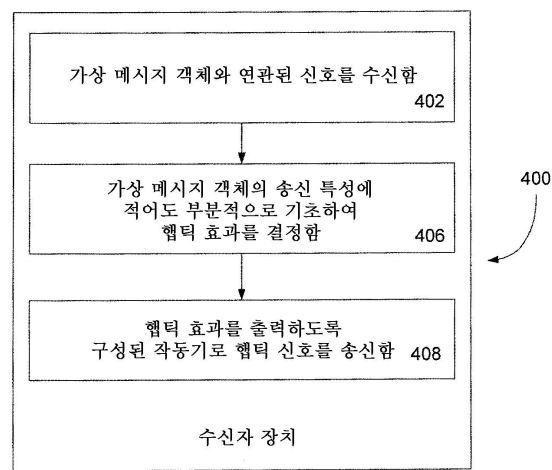 가상 메시지 객체와 연관된 신호를 수신함
402
가상 메시지 객체의 송신 특성에
적어도 부분적으로 기초하여
햅틱 효과를 결정함
406
햅틱 효과를 출력하도록
구성된 작동기로 햅틱 신호를 송신함
408
수신자 장치
400